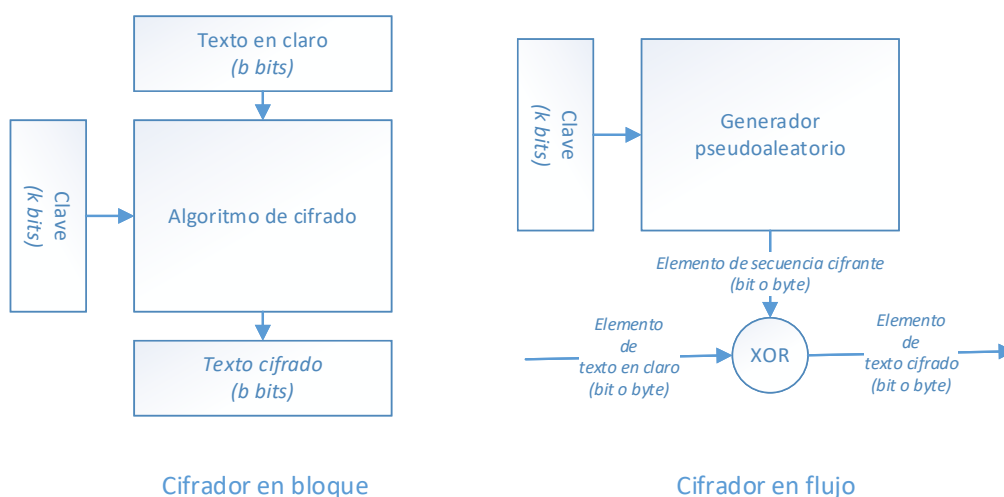 Texto en claro
(b bits)
Clave
(k bits)
Algoritmo de cifrado
Texto cifrado
(b bits)
Cifrador en bloque
Clave
(k bits)
Generador
pseudoaleatorio
Elemento de secuencia cifrante
(bit o byte)
Elemento
de
texto en claro
(bit o byte)
XOR
Elemento
de
texto cifrado
(bit o byte)
Cifrador en flujo